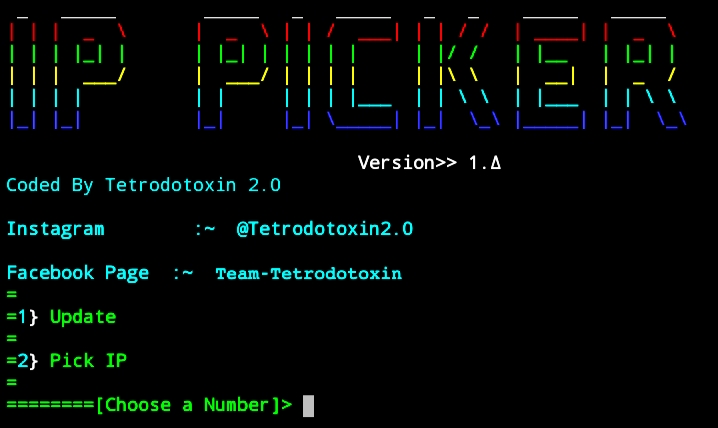 IP PICKER
Version>> 1.Δ
Coded By Tetrodotoxin 2.0
Instagram :~ @Tetrodotoxin2.0
Facebook Page :~ Team-Tetrodotoxin
=
=1} Update
=
=2} Pick IP
=
========[Choose a Number]>